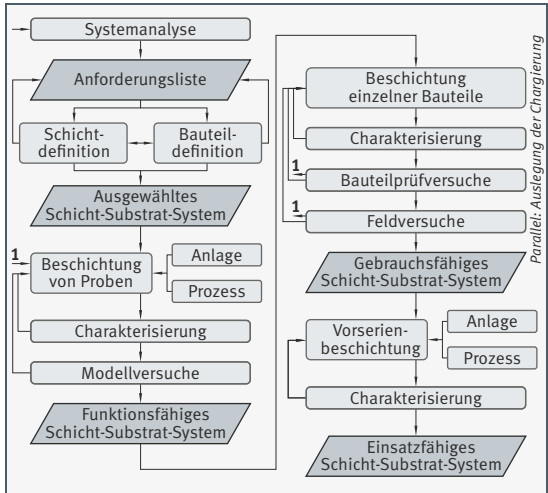 Systemanalyse
Anforderungsliste
Schicht-
definition
Bauteil-
definition
Ausgewähltes
Schicht-Substrat-System
1
Beschichtung
von Proben
Anlage
Prozess
Charakterisierung
Modellversuche
Funktionsfähiges
Schicht-Substrat-System
Beschichtung
einzelner Bauteile
Charakterisierung
1
Bauteilprüfversuche
1
Feldversuche
Gebrauchsfähiges
Schicht-Substrat-System
Vorserien-
beschichtung
Anlage
Prozess
Charakterisierung
Einsatzfähiges
Schicht-Substrat-System
Parallel: Auslegung der Chargierung